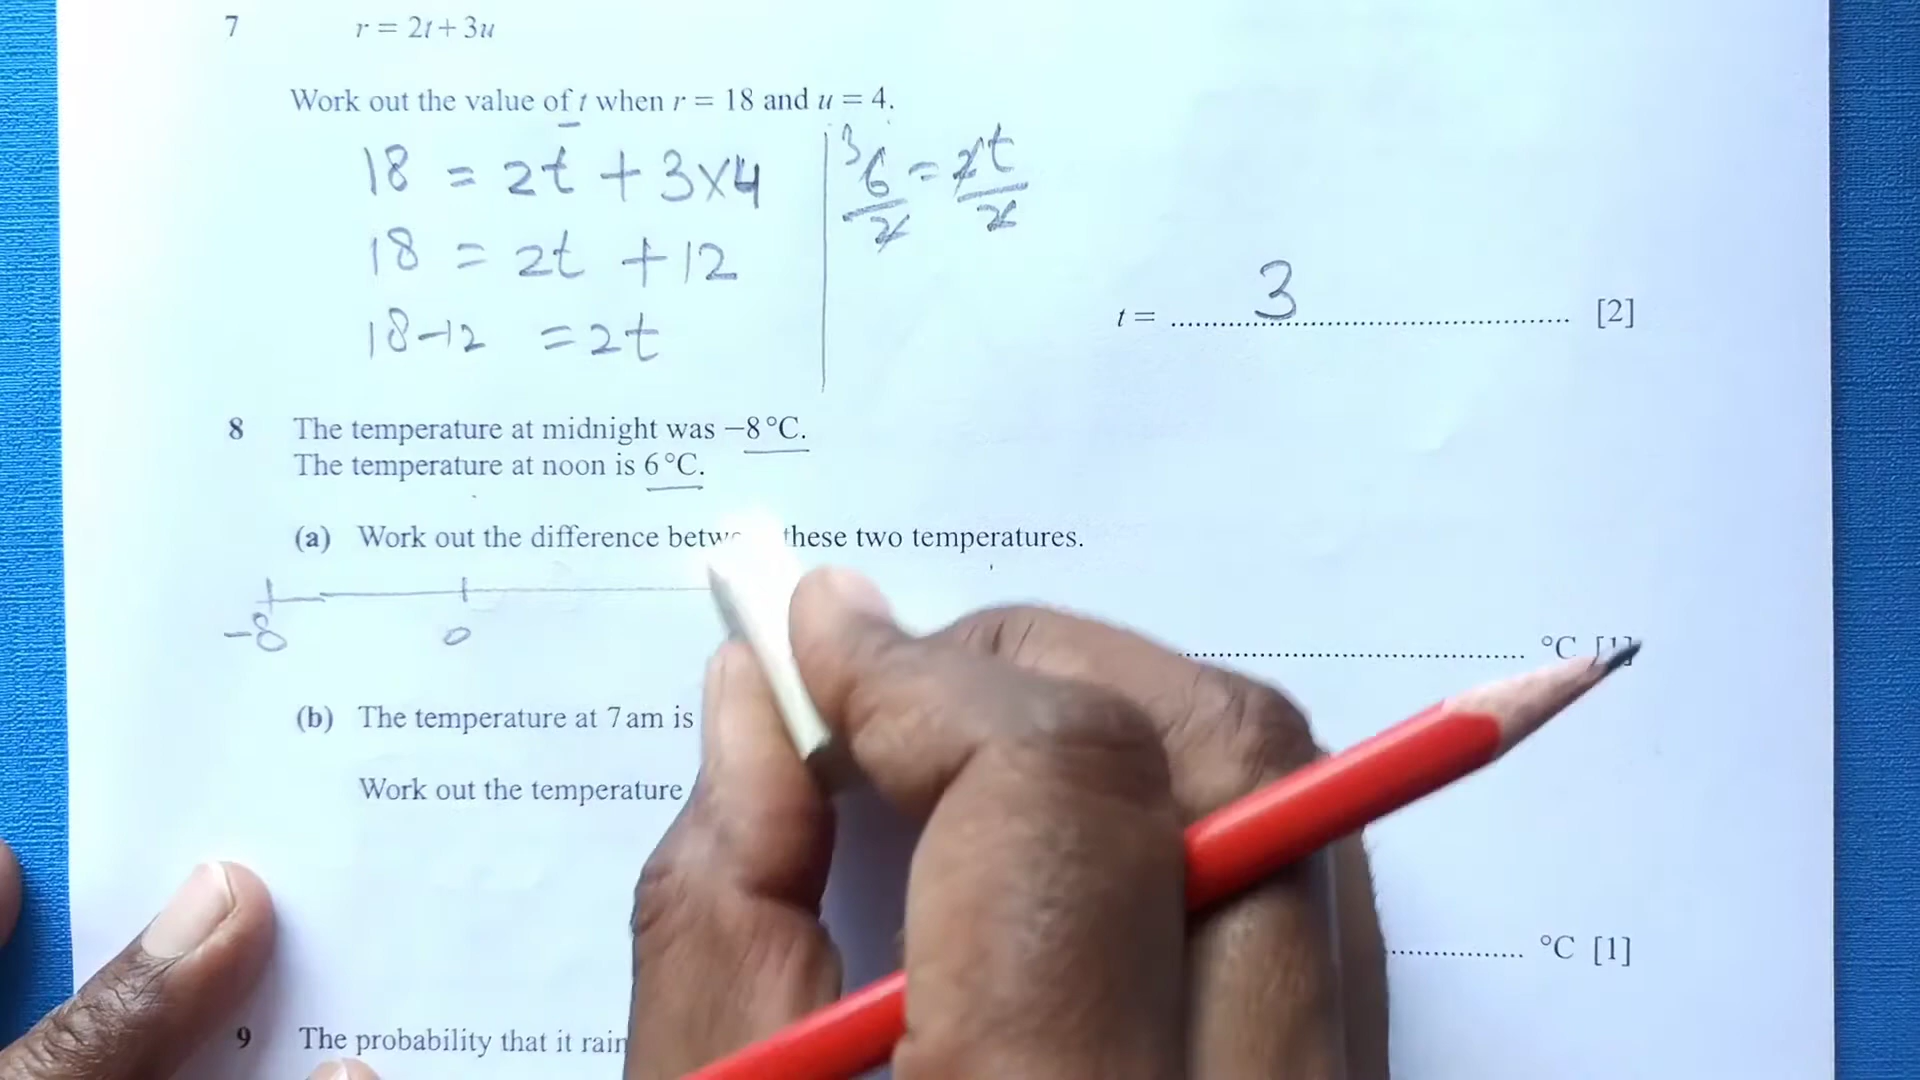 7 r = 2t + 3u
Work out the value of t when r = 18 and u = 4.
18 = 2t + 3×4
18 = 2t + 12
18-12 = 2t
3
6/2 = 2t/2
t = 3 [2]
8 The temperature at midnight was −8 °C.
The temperature at noon is 6 °C.
(a) Work out the difference these two temperatures.
-8 0
°C [1]
(b) The temperature at 7 am is
Work out the temperature
°C [1]
9 The probability that it